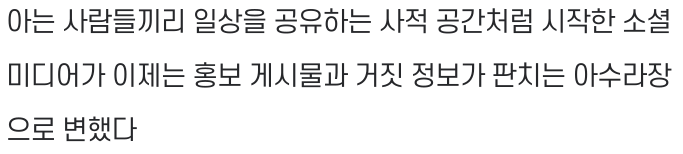 아는 사람들끼리 일상을 공유하는 사적 공간처럼 시작한 소셜
미디어가 이제는 홍보 게시물과 거짓 정보가 판치는 아수라장
으로 변했다